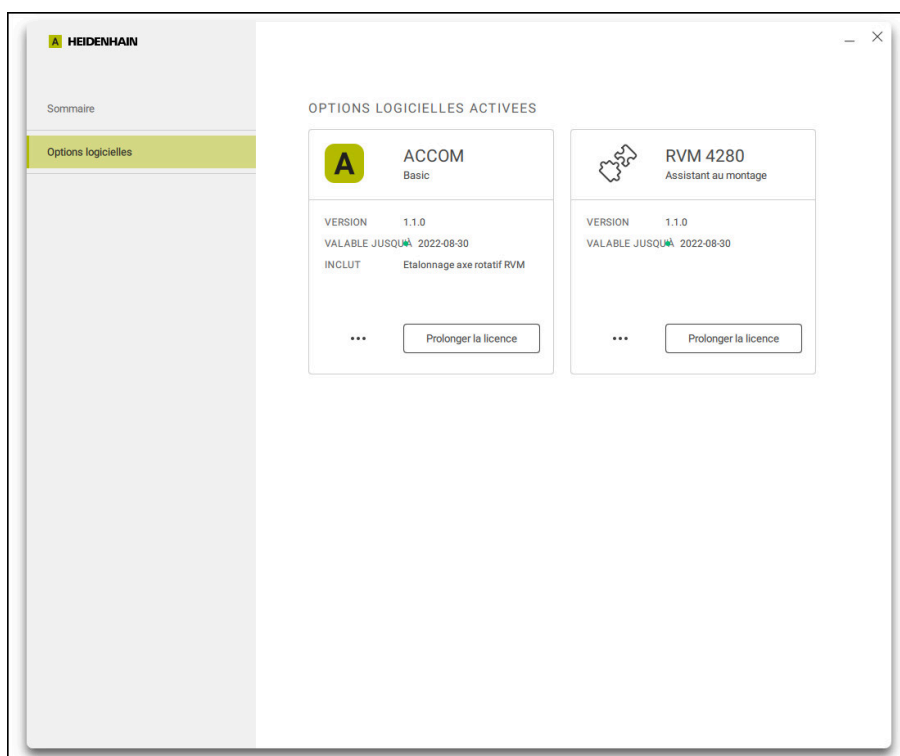 A HEIDENHAIN
Sommaire
Options logicielles
OPTIONS LOGICIELLES ACTIVEES
A
ACCOM
Basic
VERSION 1.1.0
VALABLE JUSQU'À 2022-08-30
INCLUT Etalonnage axe rotatif RVM
... Prolonger la licence
RVM 4280
Assistant au montage
VERSION 1.1.0
VALABLE JUSQU'À 2022-08-30
... Prolonger la licence